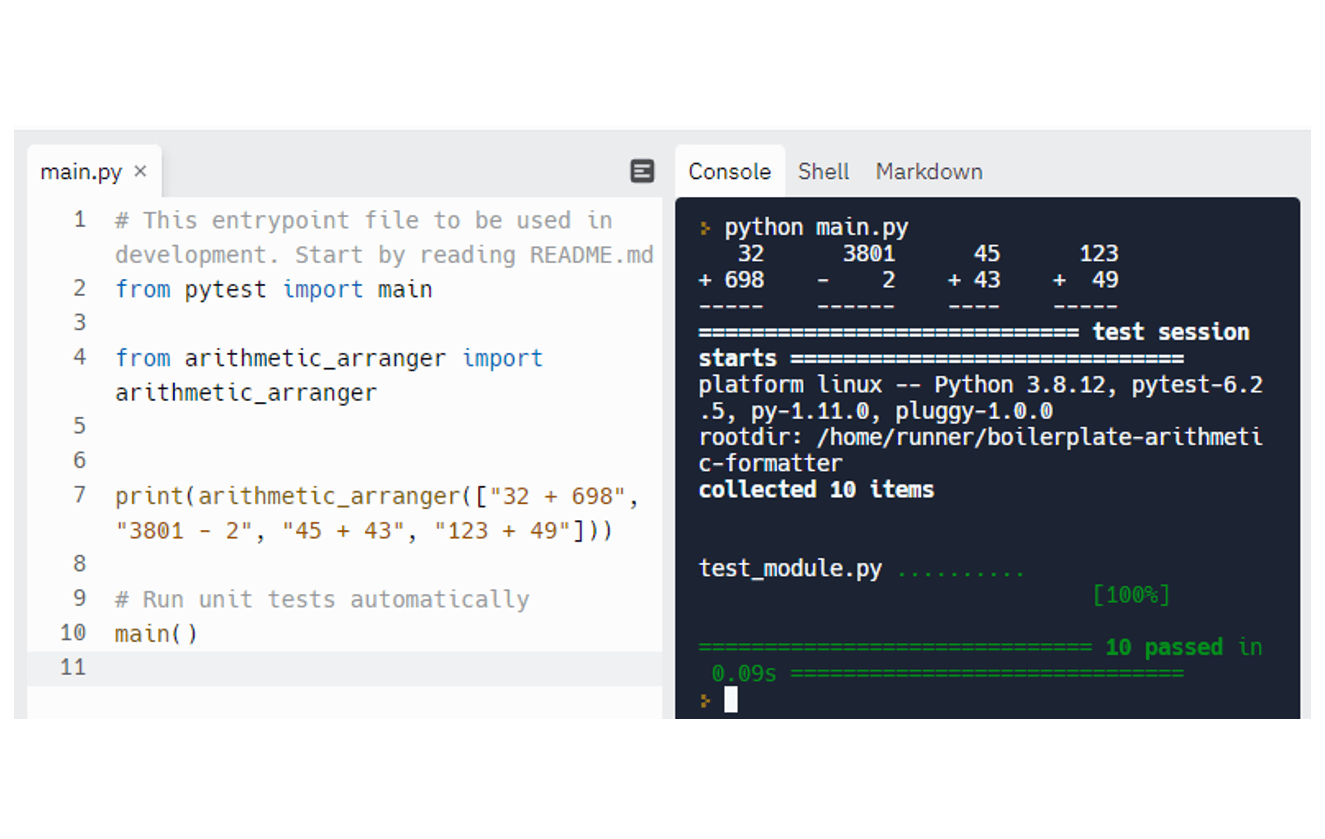 main.py ×
1 # This entrypoint file to be used in
development. Start by reading README.md
2 from pytest import main
3
4 from arithmetic_arranger import
arithmetic_arranger
5
6
7 print(arithmetic_arranger(["32 + 698",
"3801 - 2", "45 + 43", "123 + 49"]))
8
9 # Run unit tests automatically
10 main()
11
Console Shell Markdown
python main.py
   32      3801      45      123
+ 698    -    2    + 43    +  49
-----    ------    ----    -----
============================= test session
starts ==============================
platform linux -- Python 3.8.12, pytest-6.2
.5, py-1.11.0, pluggy-1.0.0
rootdir: /home/runner/boilerplate-arithmeti
c-formatter
collected 10 items
test_module.py ..........
[100%]
============================== 10 passed in
0.09s ==============================